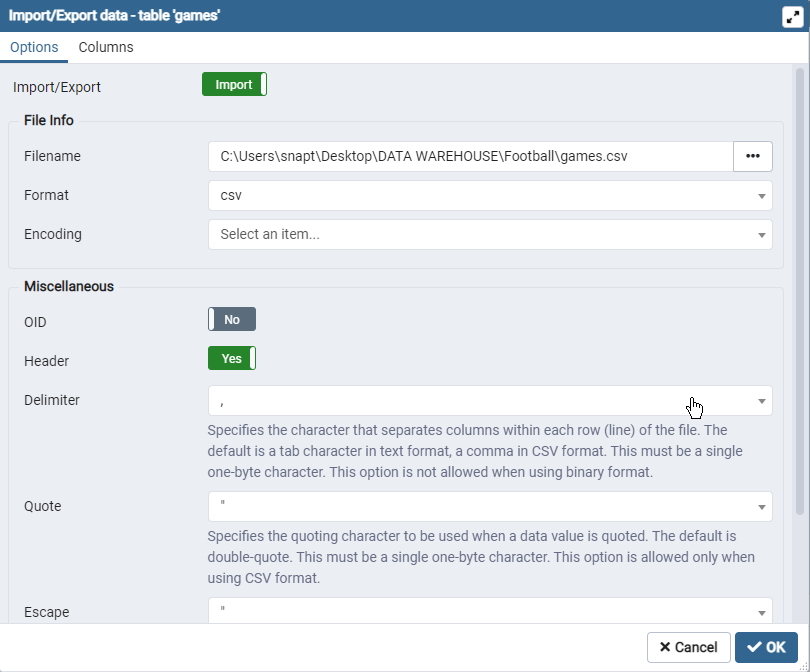 Import/Export data - table 'games'
Options Columns
Import/Export Import
File Info
Filename C:\Users\snapt\Desktop\DATA WAREHOUSE\Football\games.csv •••
Format csv
Encoding Select an item...
Miscellaneous
OID No
Header Yes
Delimiter ,
Specifies the character that separates columns within each row (line) of the file. The
default is a tab character in text format, a comma in CSV format. This must be a single
one-byte character. This option is not allowed when using binary format.
Quote "
Specifies the quoting character to be used when a data value is quoted. The default is
double-quote. This must be a single one-byte character. This option is allowed only when
using CSV format.
Escape "
Cancel OK